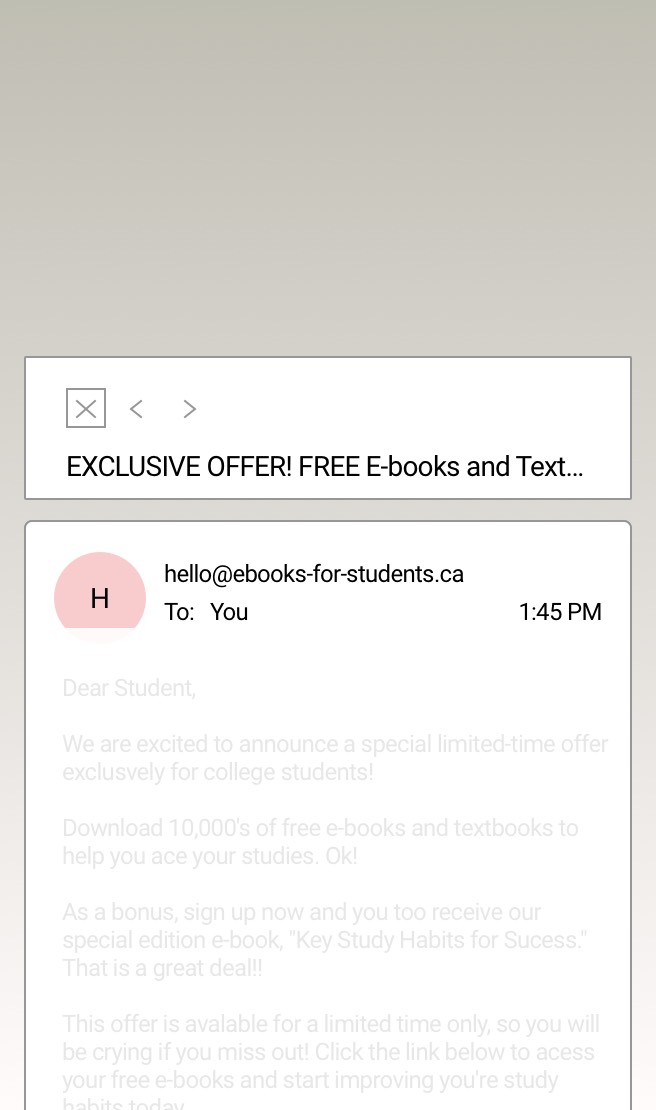 EXCLUSIVE OFFER! FREE E-books and Text...
H
hello@ebooks-for-students.ca
To: You
1:45 PM
Dear Student,
We are excited to announce a special limited-time offer
exclusvely for college students!
Download 10,000's of free e-books and textbooks to
help you ace your studies. Ok!
As a bonus, sign up now and you too receive our
special edition e-book, "Key Study Habits for Sucess."
That is a great deal!!
This offer is avalable for a limited time only, so you will
be crying if you miss out! Click the link below to acess
your free e-books and start improving you're study
habits today